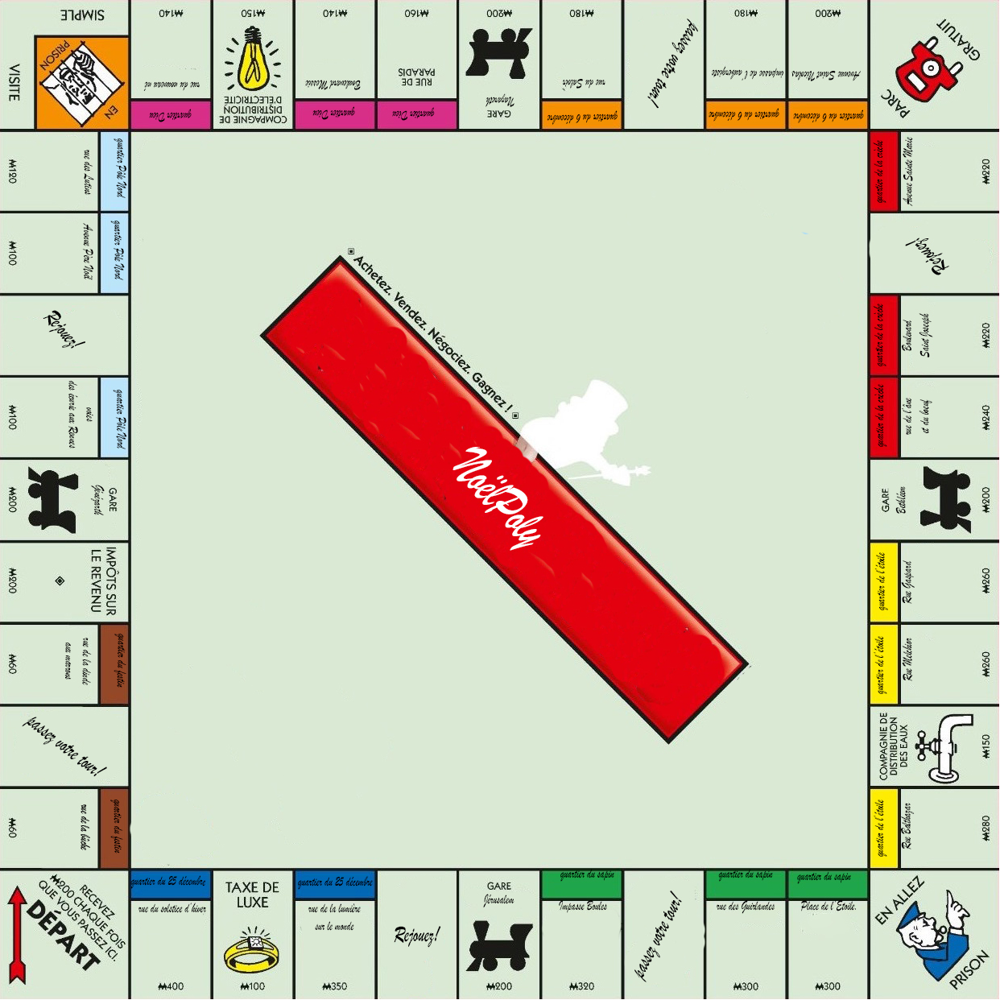 SIMPLE
VISITE
EN
PRISON
₩140
rue du nouveau né
quartier Dieu
₩150
COMPAGNIE DE
DISTRIBUTION
D'ÉLECTRICITÉ
₩140
Boulevard Messie
quartier Dieu
₩160
RUE DE
PARADIS
quartier Dieu
₩200
GARE
Nazareth
₩180
rue du Salut
quartier 6 décembre
passez votre tour!
₩180
impasse de l'aubergiste
quartier 6 décembre
₩200
Avenue Saint Nicolas
quartier 6 décembre
PARC
GRATUIT
quartier de la crèche
Avenue Sainte Marie
₩220
Rejouez!
quartier de la crèche
Boulevard
Saint Joseph
₩220
quartier de la crèche
rue de l'âne
et du boeuf
₩240
GARE
Bethléem
₩200
quartier de l'étoile
Rue Gaspard
₩260
quartier de l'étoile
Rue Melchior
₩260
COMPAGNIE DE
DISTRIBUTION
DES EAUX
₩150
quartier de l'étoile
Rue Balthazar
₩280
EN ALLEZ
PRISON
quartier du sapin
Place de l'Etoile.
₩300
quartier du sapin
rue des Guirlandes
₩300
passez votre tour!
quartier du sapin
Impasse Boules
₩320
GARE
Jérusalem
₩200
Rejouez!
quartier du 25 décembre
rue de la lumière
sur le monde
₩350
TAXE DE
LUXE
₩100
quartier du 25 décembre
rue du solstice d'hiver
₩400
RECEVEZ
₩200 CHAQUE FOIS
QUE VOUS PASSEZ ICI.
DÉPART
quartier du festin
rue de la bûche
₩60
passez votre tour!
quartier du festin
rue de la dinde
aux marrons
₩60
IMPÔTS SUR
LE REVENU
₩200
GARE
₩200
quartier Pôle Nord
voies
des écurie aux Rennes
₩100
Rejouez!
quartier Pôle Nord
Avenue Père Noël
₩100
quartier Pôle Nord
rue des Lutins
₩120
Achetez. Vendez. Négociez. Gagnez !
NoëlPoly